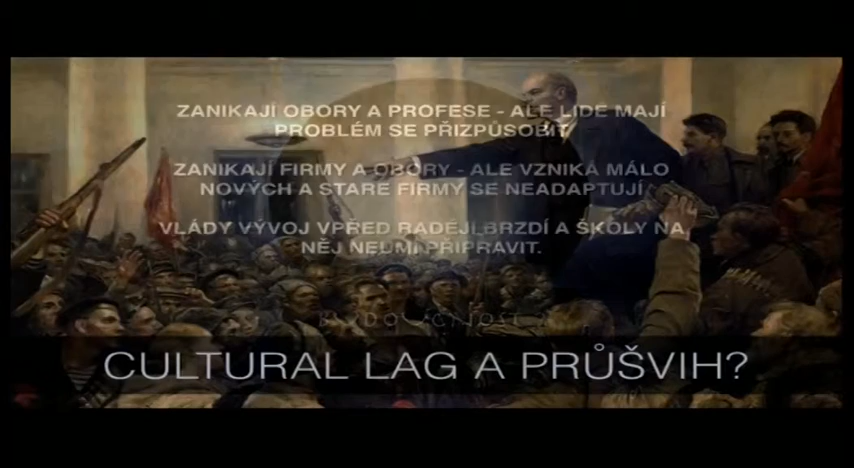 ZANIKAJÍ OBORY A PROFESE - ALE LIDÉ MAJÍ
PROBLÉM SE PŘIZPŮSOBIT
ZANIKAJÍ FIRMY A OBORY - ALE VZNIKÁ MÁLO
NOVÝCH A STARÉ FIRMY SE NEADAPTUJÍ,
VLÁDY VÝVOJ VPŘED RADĚJI BRZDÍ A ŠKOLY NA
NĚJ NEUMÍ PŘIPRAVIT.
BUDOUCNOST
CULTURAL LAG A PRŮŠVIH?